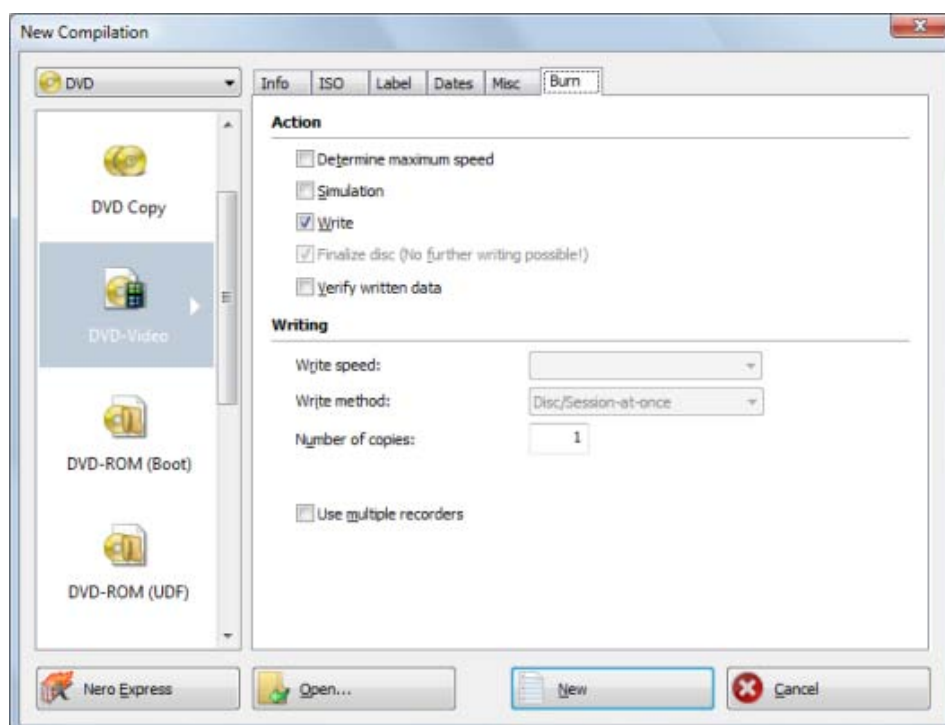 New Compilation
DVD
Info ISO Label Dates Misc Burn
DVD Copy
DVD-Video
DVD-ROM (Boot)
DVD-ROM (UDF)
Action
Determine maximum speed
Simulation
Write
Finalize disc (No further writing possible!)
Verify written data
Writing
Write speed:
Write method: Disc/Session-at-once
Number of copies: 1
Use multiple recorders
Nero Express Open... New Cancel